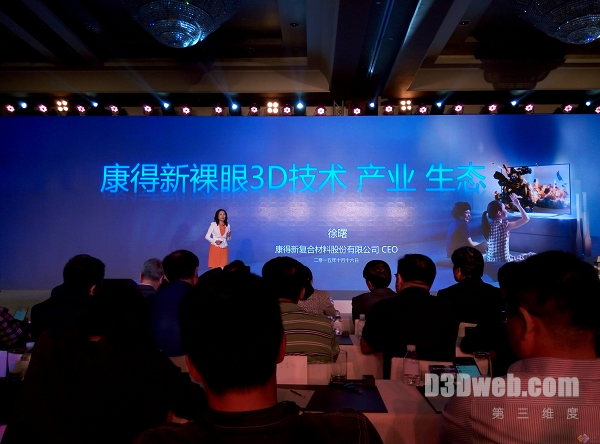 康得新裸眼3D技术 产业 生态
徐曙
康得新复合材料股份有限公司 CEO
二〇一五年十月十六日
D3Dweb.com
第三维度